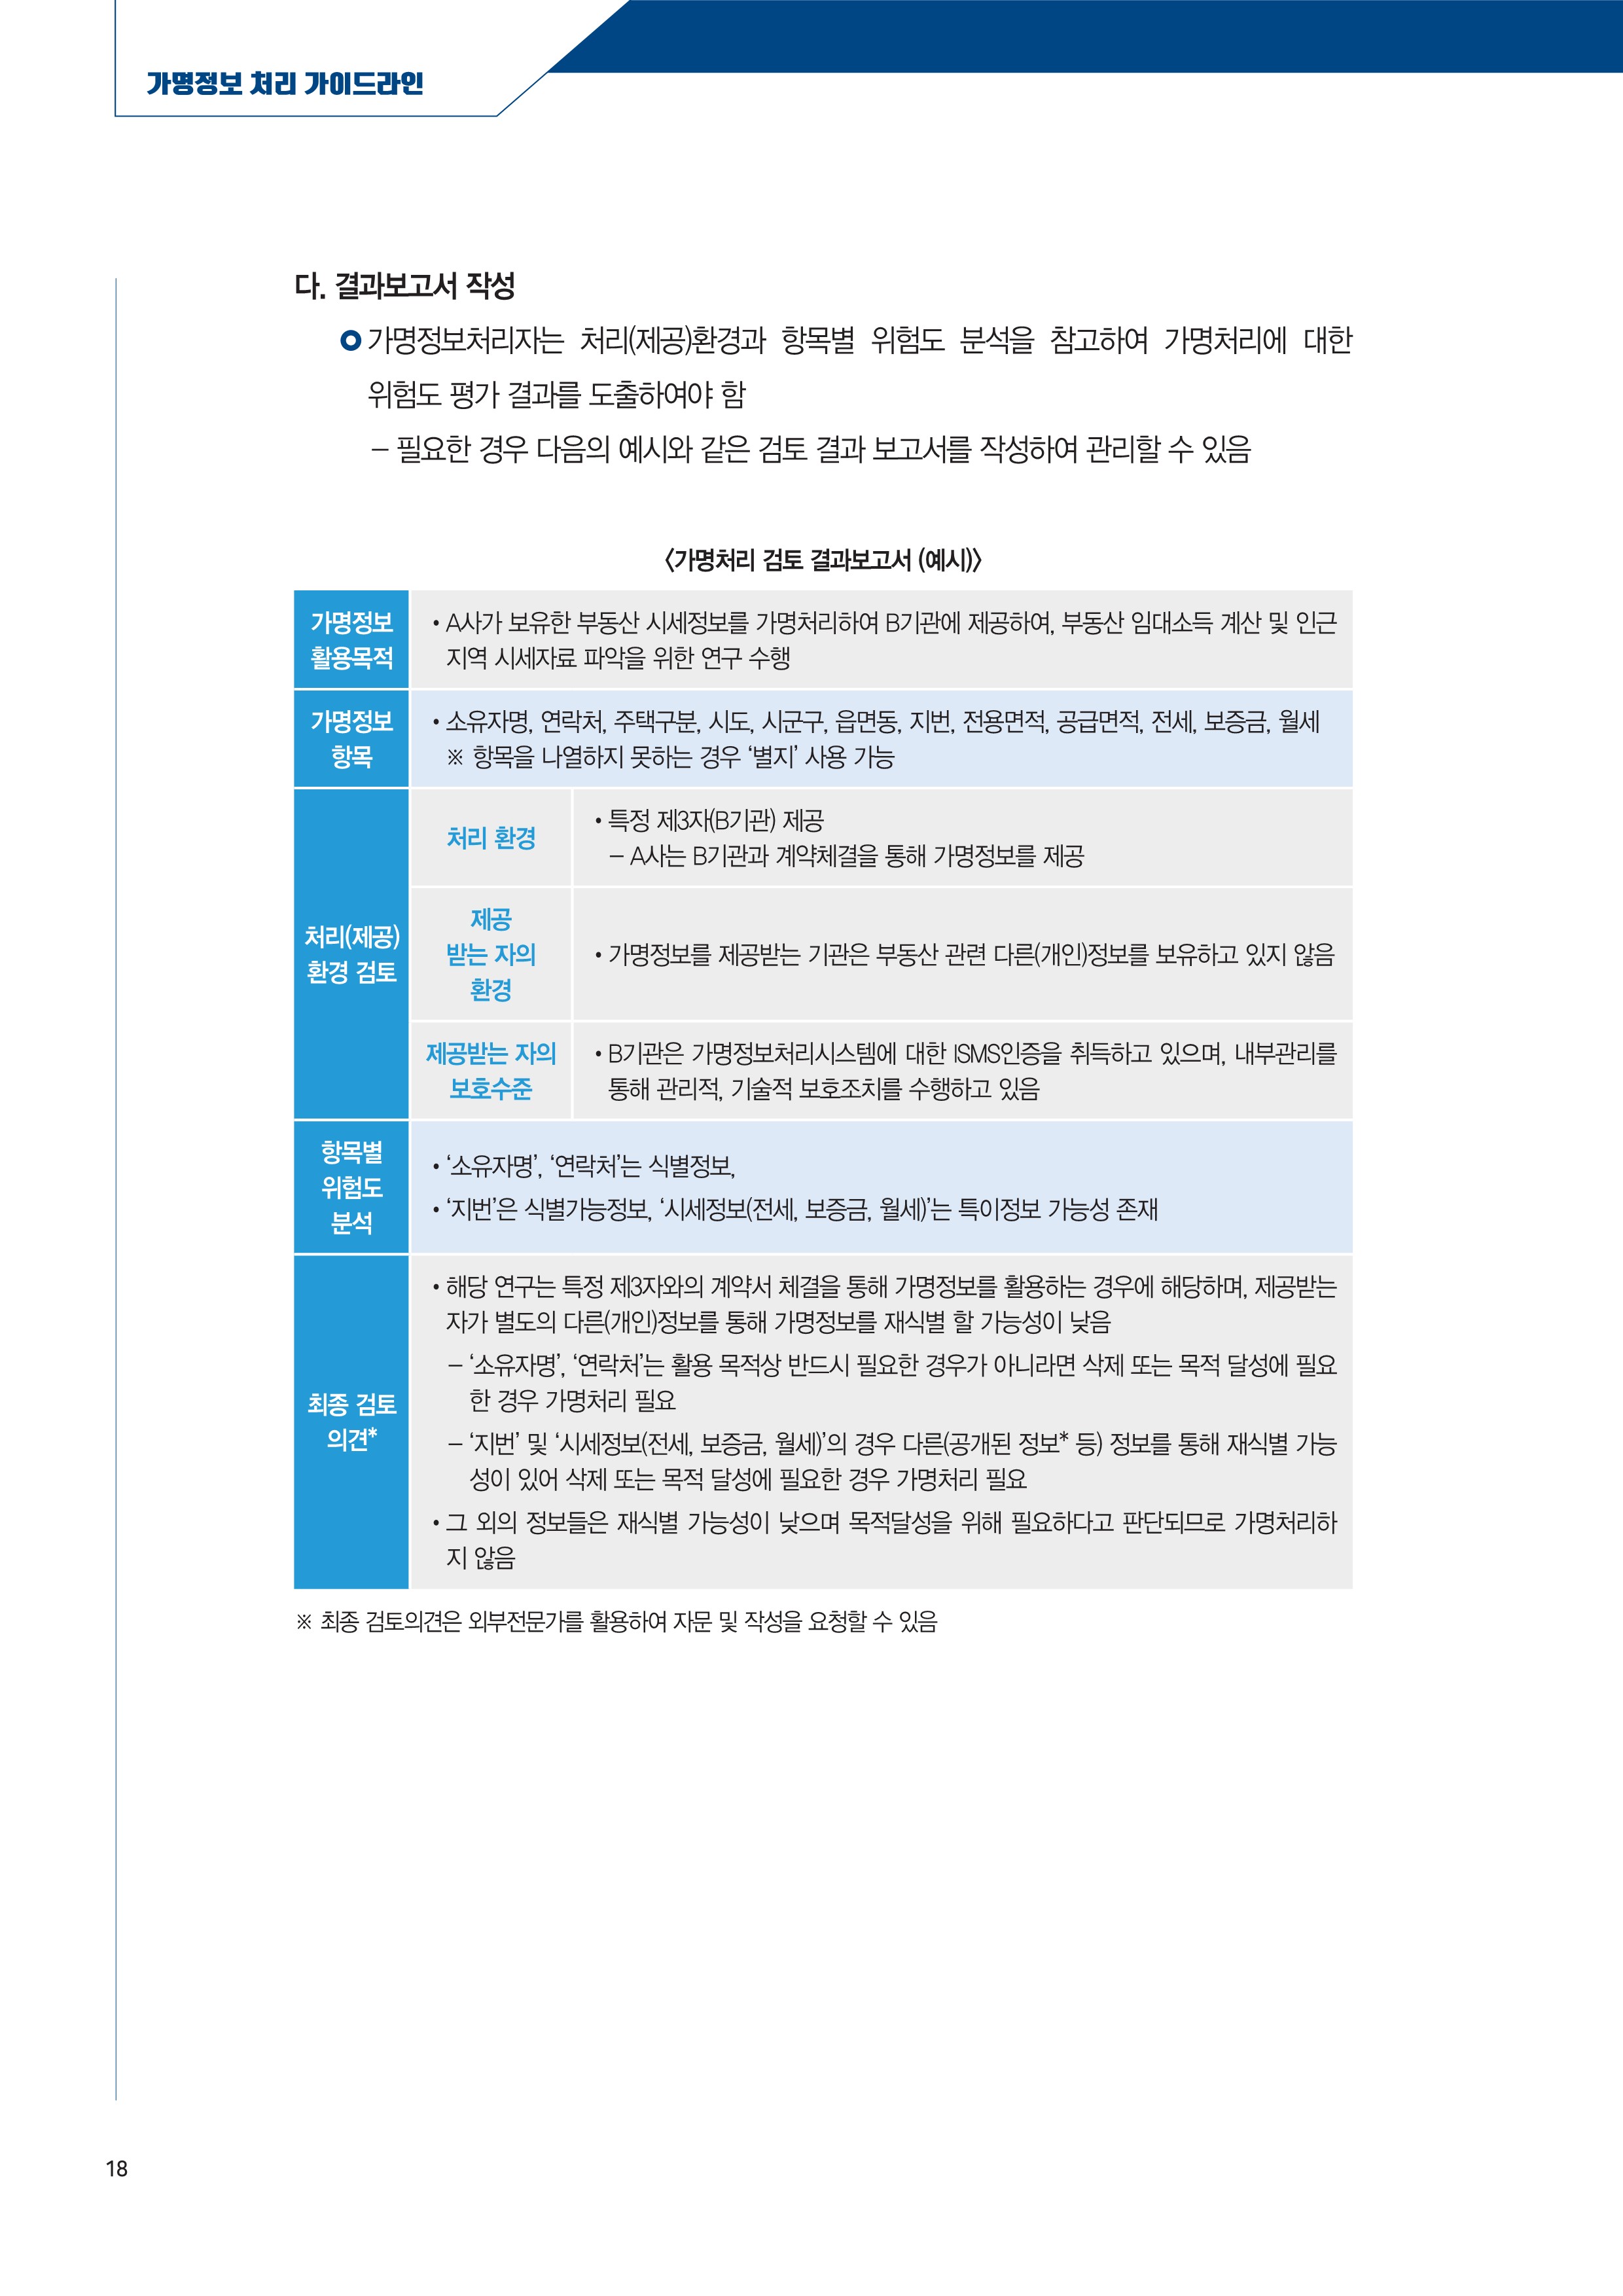 가명정보 처리 가이드라인
다. 결과보고서 작성
가명정보처리자는 처리(제공)환경과 항목별 위험도 분석을 참고하여 가명처리에 대한
위험도 평가 결과를 도출하여야 함
– 필요한 경우 다음의 예시와 같은 검토 결과 보고서를 작성하여 관리할 수 있음
〈가명처리 검토 결과보고서 (예시)〉
가명정보
활용목적
• A사가 보유한 부동산 시세정보를 가명처리하여 B기관에 제공하여, 부동산 임대소득 계산 및 인근
지역 시세자료 파악을 위한 연구 수행
가명정보
항목
• 소유자명, 연락처, 주택구분, 시도, 시군구, 읍면동, 지번, 전용면적, 공급면적, 전세, 보증금, 월세
※ 항목을 나열하지 못하는 경우 ‘별지’ 사용 가능
처리(제공)
환경 검토
처리 환경
• 특정 제3자(B기관) 제공
– A사는 B기관과 계약체결을 통해 가명정보를 제공
제공
받는 자의
환경
• 가명정보를 제공받는 기관은 부동산 관련 다른(개인)정보를 보유하고 있지 않음
제공받는 자의
보호수준
• B기관은 가명정보처리시스템에 대한 ISMS인증을 취득하고 있으며, 내부관리를
통해 관리적, 기술적 보호조치를 수행하고 있음
항목별
위험도
분석
• ‘소유자명’, ‘연락처’는 식별정보,
• ‘지번’은 식별가능정보, ‘시세정보(전세, 보증금, 월세)’는 특이정보 가능성 존재
최종 검토
의견*
• 해당 연구는 특정 제3자와의 계약서 체결을 통해 가명정보를 활용하는 경우에 해당하며, 제공받는
자가 별도의 다른(개인)정보를 통해 가명정보를 재식별 할 가능성이 낮음
– ‘소유자명’, ‘연락처’는 활용 목적상 반드시 필요한 경우가 아니라면 삭제 또는 목적 달성에 필요
한 경우 가명처리 필요
– ‘지번’ 및 ‘시세정보(전세, 보증금, 월세)’의 경우 다른(공개된 정보* 등) 정보를 통해 재식별 가능
성이 있어 삭제 또는 목적 달성에 필요한 경우 가명처리 필요
• 그 외의 정보들은 재식별 가능성이 낮으며 목적달성을 위해 필요하다고 판단되므로 가명처리하
지 않음
※ 최종 검토의견은 외부전문가를 활용하여 자문 및 작성을 요청할 수 있음
18